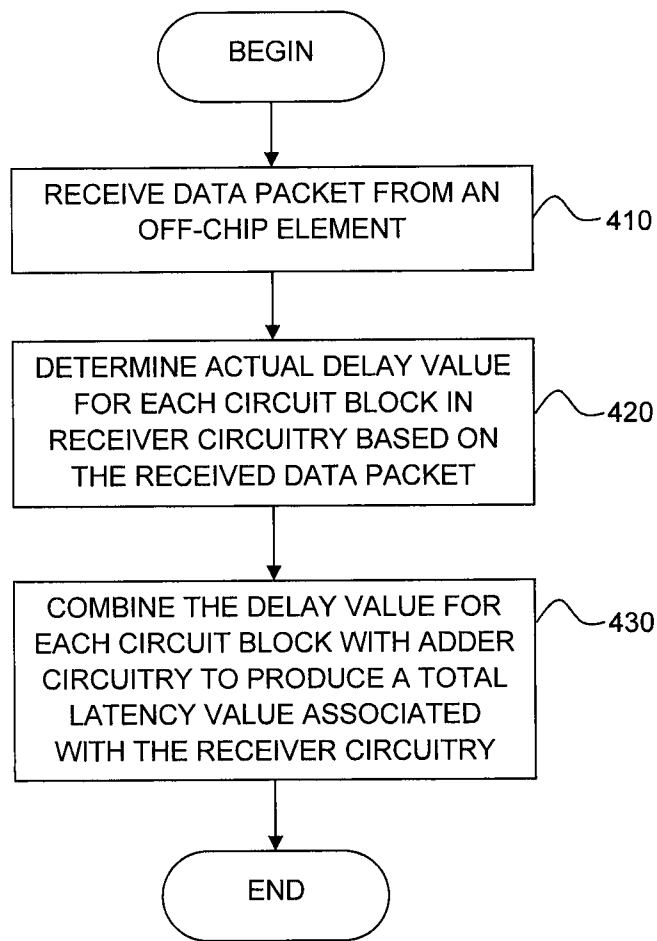 BEGIN
RECEIVE DATA PACKET FROM AN
OFF-CHIP ELEMENT
410
DETERMINE ACTUAL DELAY VALUE
FOR EACH CIRCUIT BLOCK IN
RECEIVER CIRCUITRY BASED ON
THE RECEIVED DATA PACKET
420
COMBINE THE DELAY VALUE FOR
EACH CIRCUIT BLOCK WITH ADDER
CIRCUITRY TO PRODUCE A TOTAL
LATENCY VALUE ASSOCIATED
WITH THE RECEIVER CIRCUITRY
430
END